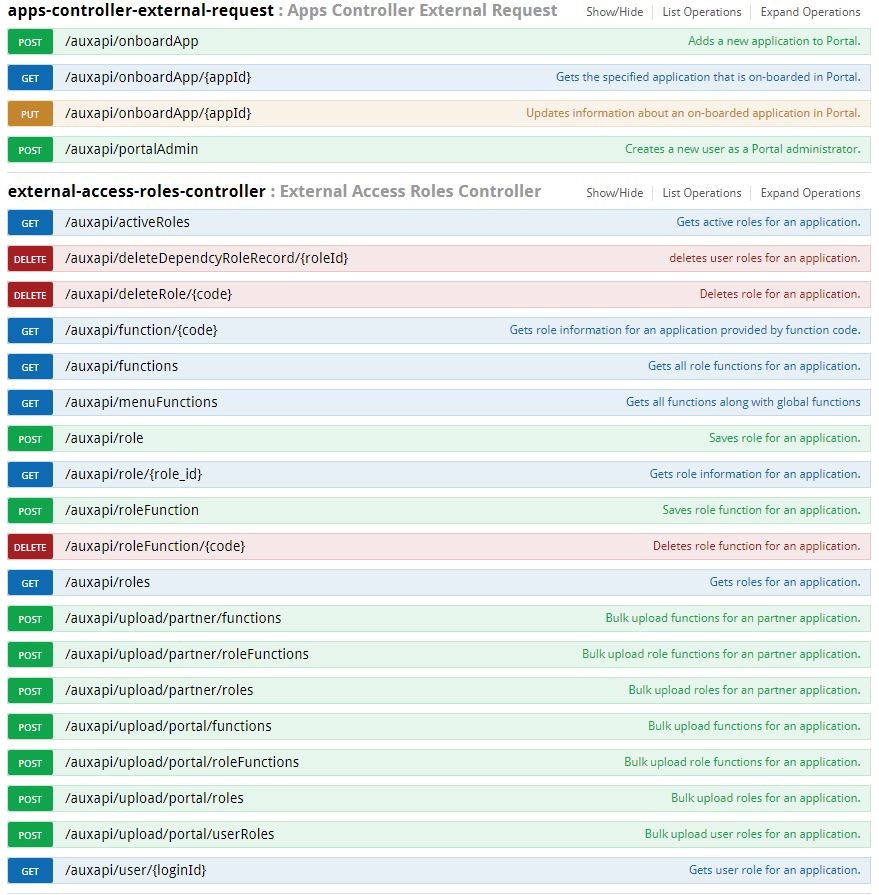 apps-controller-external-request : Apps Controller External Request Show/Hide List Operations Expand Operations
POST /auxapi/onboardApp Adds a new application to Portal.
GET /auxapi/onboardApp/{appId} Gets the specified application that is on-boarded in Portal.
PUT /auxapi/onboardApp/{appId} Updates information about an on-boarded application in Portal.
POST /auxapi/portalAdmin Creates a new user as a Portal administrator.
external-access-roles-controller : External Access Roles Controller Show/Hide List Operations Expand Operations
GET /auxapi/activeRoles Gets active roles for an application.
DELETE /auxapi/deleteDependcyRoleRecord/{roleId} deletes user roles for an application.
DELETE /auxapi/deleteRole/{code} Deletes role for an application.
GET /auxapi/function/{code} Gets role information for an application provided by function code.
GET /auxapi/functions Gets all role functions for an application.
GET /auxapi/menuFunctions Gets all functions along with global functions
POST /auxapi/role Saves role for an application.
GET /auxapi/role/{role_id} Gets role information for an application.
POST /auxapi/roleFunction Saves role function for an application.
DELETE /auxapi/roleFunction/{code} Deletes role function for an application.
GET /auxapi/roles Gets roles for an application.
POST /auxapi/upload/partner/functions Bulk upload functions for an partner application.
POST /auxapi/upload/partner/roleFunctions Bulk upload role functions for an partner application.
POST /auxapi/upload/partner/roles Bulk upload roles for an partner application.
POST /auxapi/upload/portal/functions Bulk upload functions for an application.
POST /auxapi/upload/portal/roleFunctions Bulk upload role functions for an application.
POST /auxapi/upload/portal/roles Bulk upload roles for an application.
POST /auxapi/upload/portal/userRoles Bulk upload user roles for an application.
GET /auxapi/user/{loginId} Gets user role for an application.